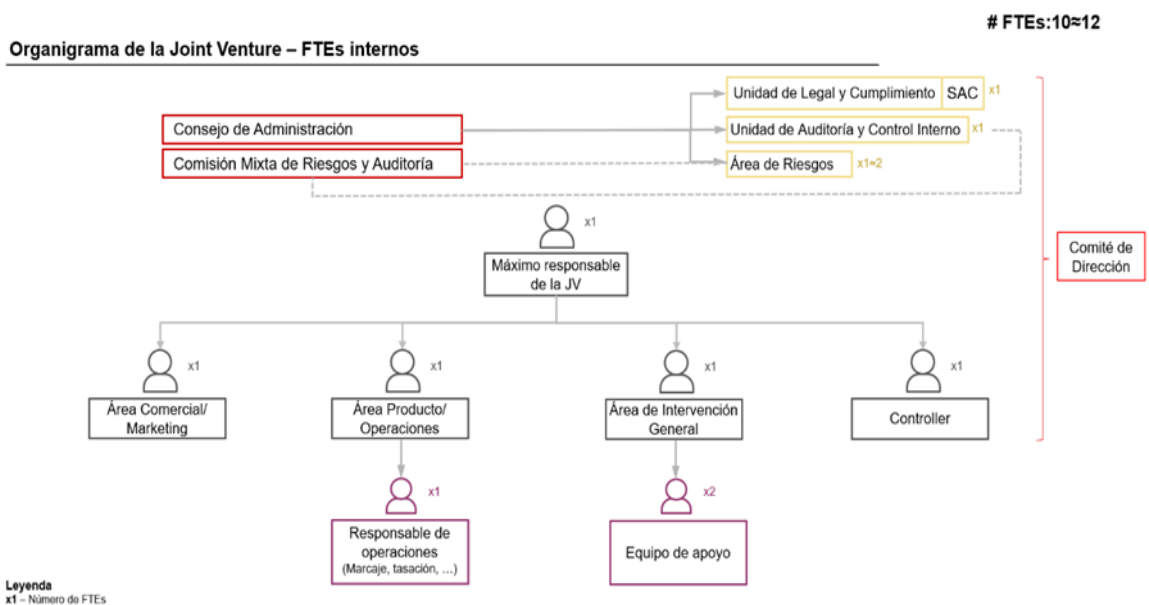 # FTEs:10≈12
Organigrama de la Joint Venture – FTEs internos
Unidad de Legal y Cumplimiento
SAC
x1
Consejo de Administración
Unidad de Auditoría y Control Interno
x1
Comisión Mixta de Riesgos y Auditoría
Área de Riesgos
x1≈2
x1
Máximo responsable
de la JV
Comité de
Dirección
x1
x1
x1
x1
Área Comercial/
Marketing
Área Producto/
Operaciones
Área de Intervención
General
Controller
x1
x2
Responsable de
operaciones
(Marcaje, tasación, ...)
Equipo de apoyo
Leyenda
x1 – Número de FTEs